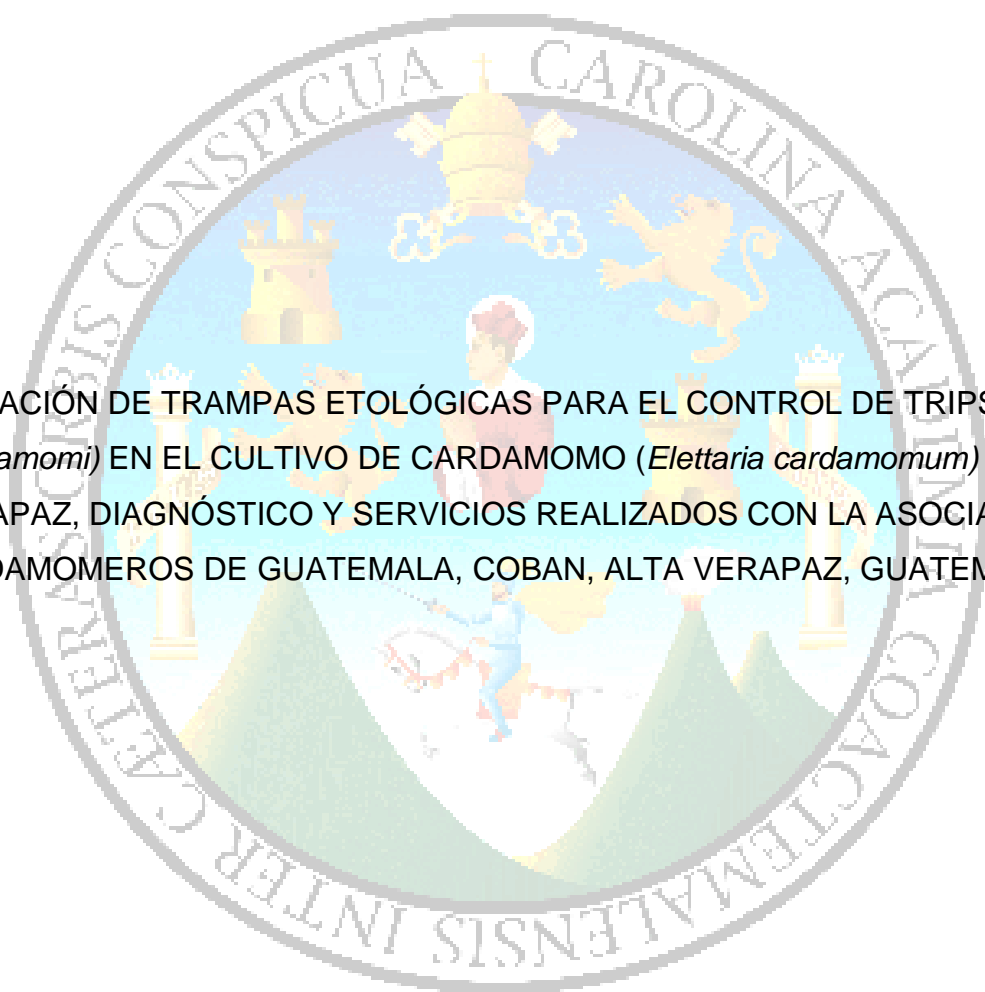 ACIÓN DE TRAMPAS ETOLÓGICAS PARA EL CONTROL DE TRIPS
amomi) EN EL CULTIVO DE CARDAMOMO (Elettaria cardamomum)
APAZ, DIAGNÓSTICO Y SERVICIOS REALIZADOS CON LA ASOCIA
DAMOMEROS DE GUATEMALA, COBAN, ALTA VERAPAZ, GUATEM
CAROLINA ACADEMIA COACTEMALENSIS INTER CÆTERAS ORBIS CONSPICUA